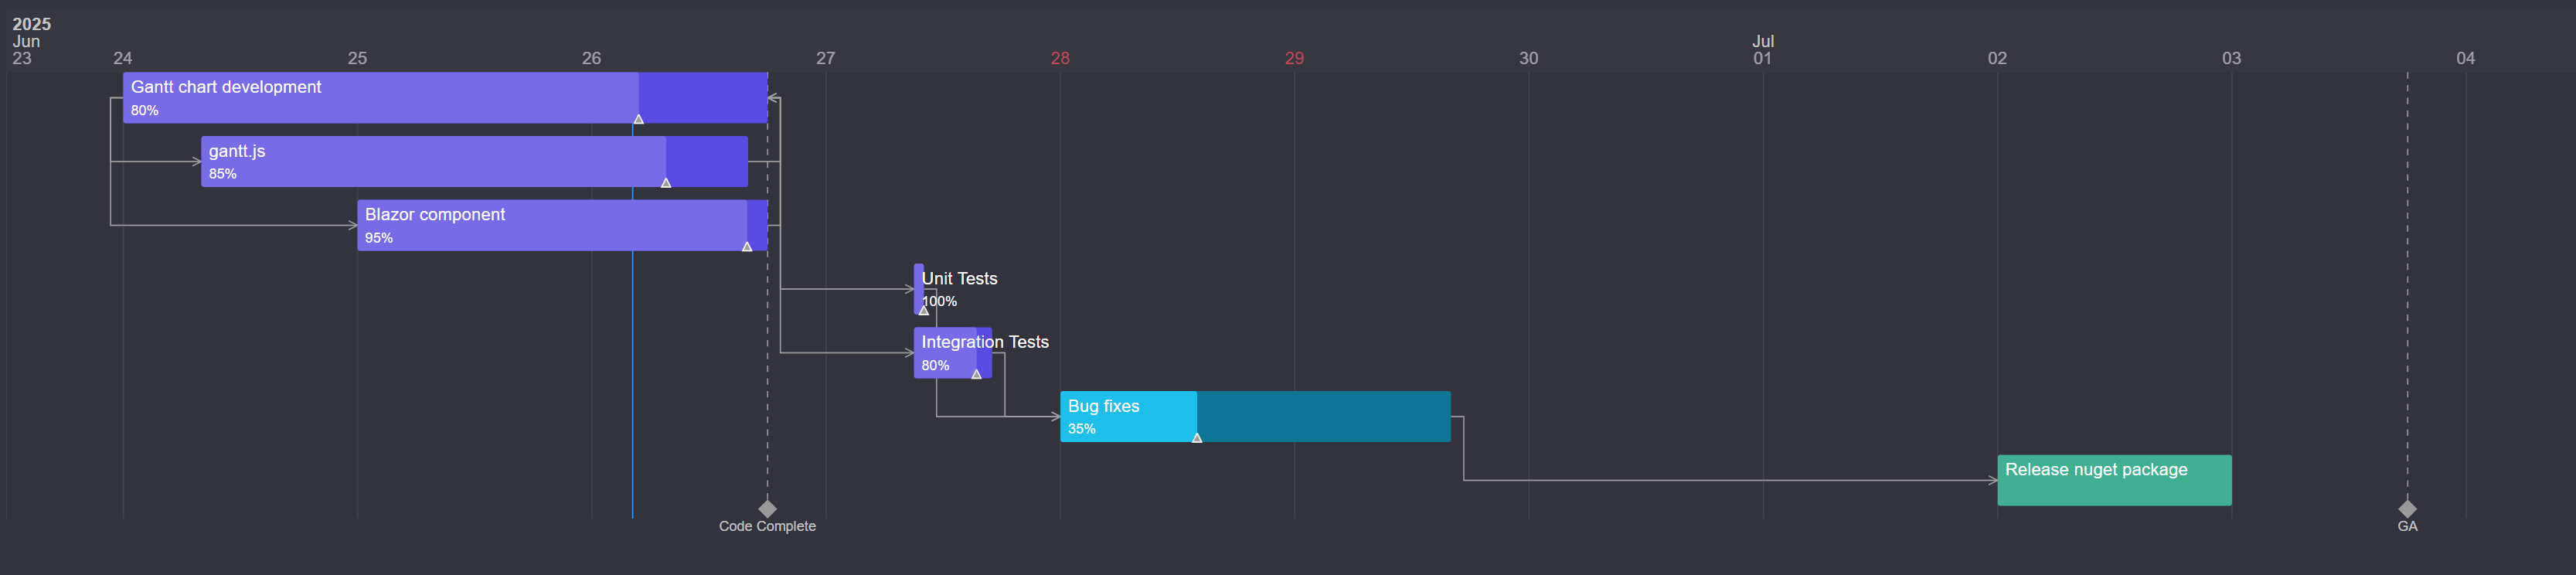 2025
Jun Jul
23 24 25 26 27 28 29 30 01 02 03 04
Gantt chart development
80%
gantt.js
85%
Blazor component
95%
Unit Tests
100%
Integration Tests
80%
Bug fixes
35%
Release nuget package
Code Complete
GA